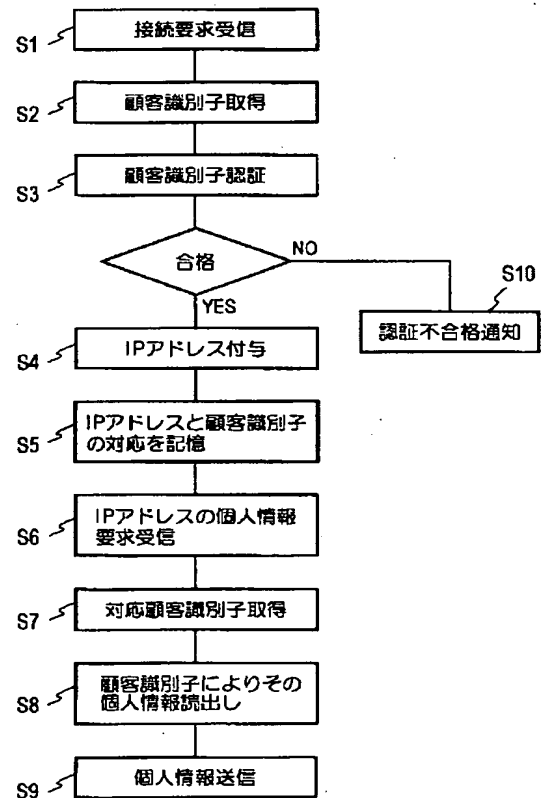 S1 接続要求受信
S2 顧客識別子取得
S3 顧客識別子認証
合格
NO
YES
S10
認証不合格通知
S4 IPアドレス付与
S5 IPアドレスと顧客識別子
の対応を記憶
S6 IPアドレスの個人情報
要求受信
S7 対応顧客識別子取得
S8 顧客識別子によりその
個人情報読出し
S9 個人情報送信